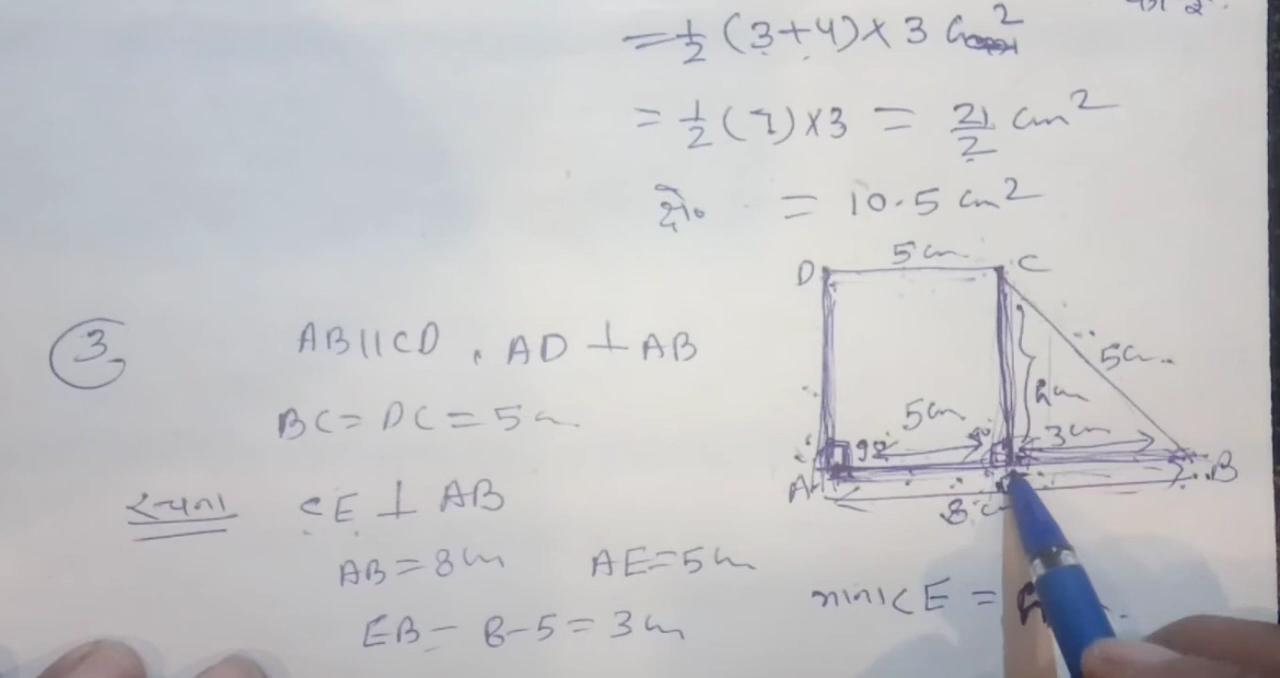 = 1/2 (3+4) × 3 cm²
= 1/2 (7) × 3 = 21/2 cm²
= 10.5 cm²
D 5cm C
③ AB || CD , AD ⊥ AB
5cm
BC = DC = 5cm
5cm 90° 3cm
A B
रचना CE ⊥ AB
8cm
AB = 8cm AE = 5cm
माना CE =
EB = 8-5 = 3cm